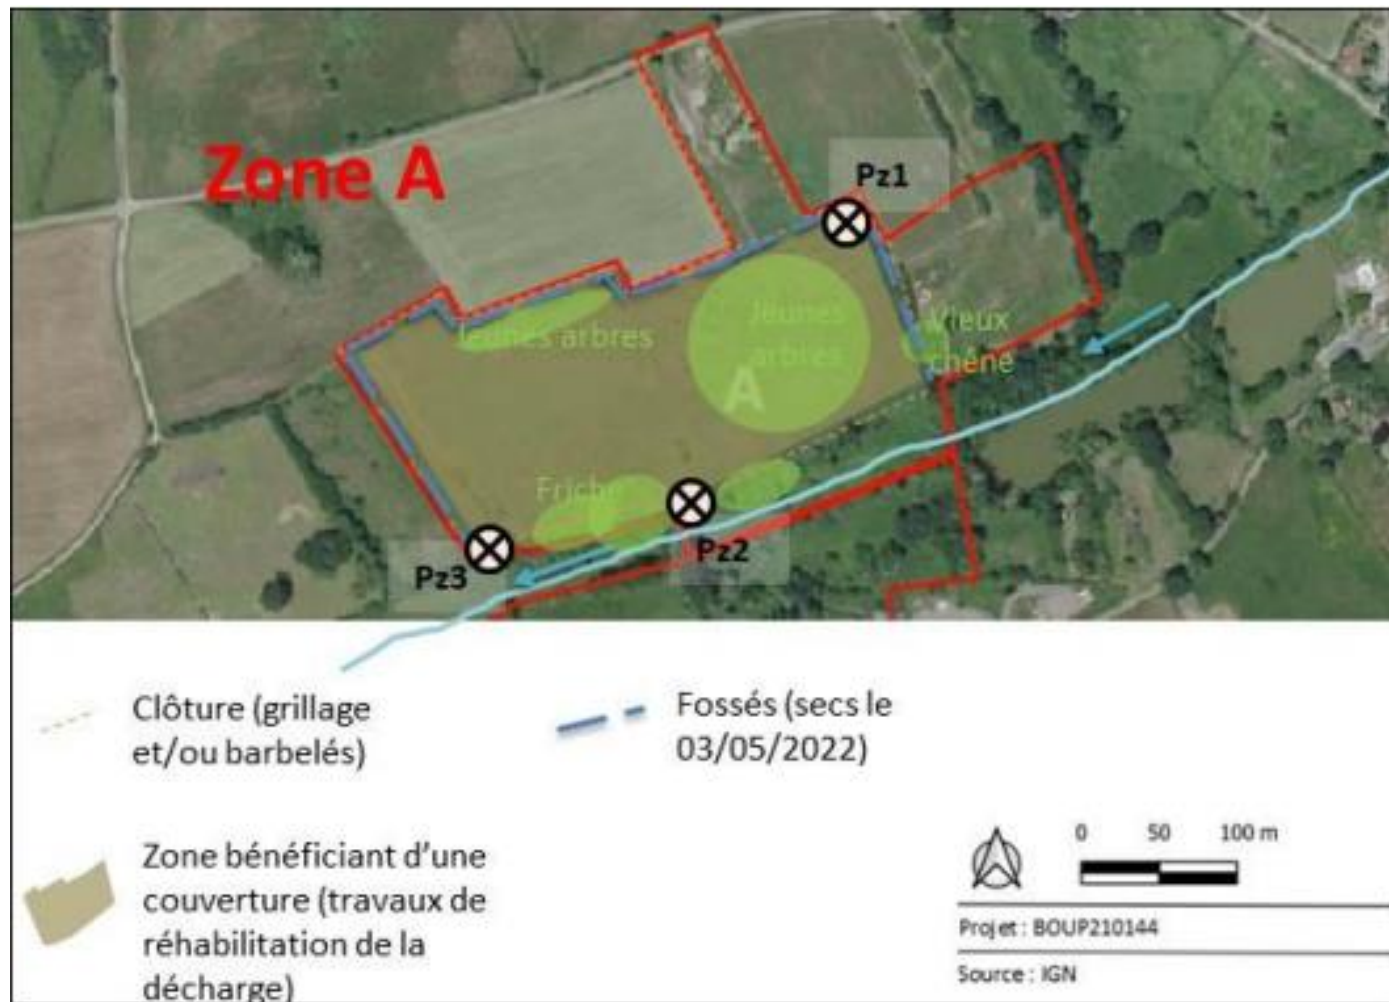 Zone A
Pz1
Jeunes arbres
Jeunes
arbres
Vieux
chêne
A
Friche
Pz2
Pz3
Clôture (grillage
et/ou barbelés)
Fossés (secs le
03/05/2022)
Zone bénéficiant d'une
couverture (travaux de
réhabilitation de la
décharge)
0 50 100 m
Projet : BOUP210144
Source : IGN